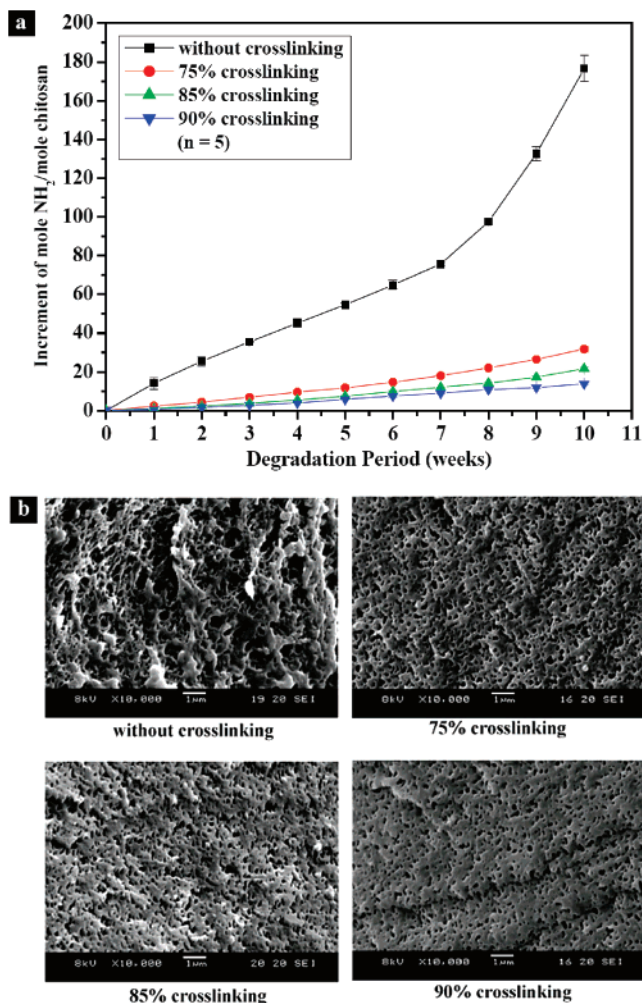 a
200
180
160
140
120
100
80
60
40
20
0
Increment of mole NH₂/mole chitosan
without crosslinking
75% crosslinking
85% crosslinking
90% crosslinking
(n = 5)
0 1 2 3 4 5 6 7 8 9 10 11
Degradation Period (weeks)
b
8kV X10,000 1µm 19 20 SEI
without crosslinking
8kV X10,000 1µm 16 20 SEI
75% crosslinking
8kV X10,000 1µm 20 20 SEI
85% crosslinking
8kV X10,000 1µm 16 20 SEI
90% crosslinking